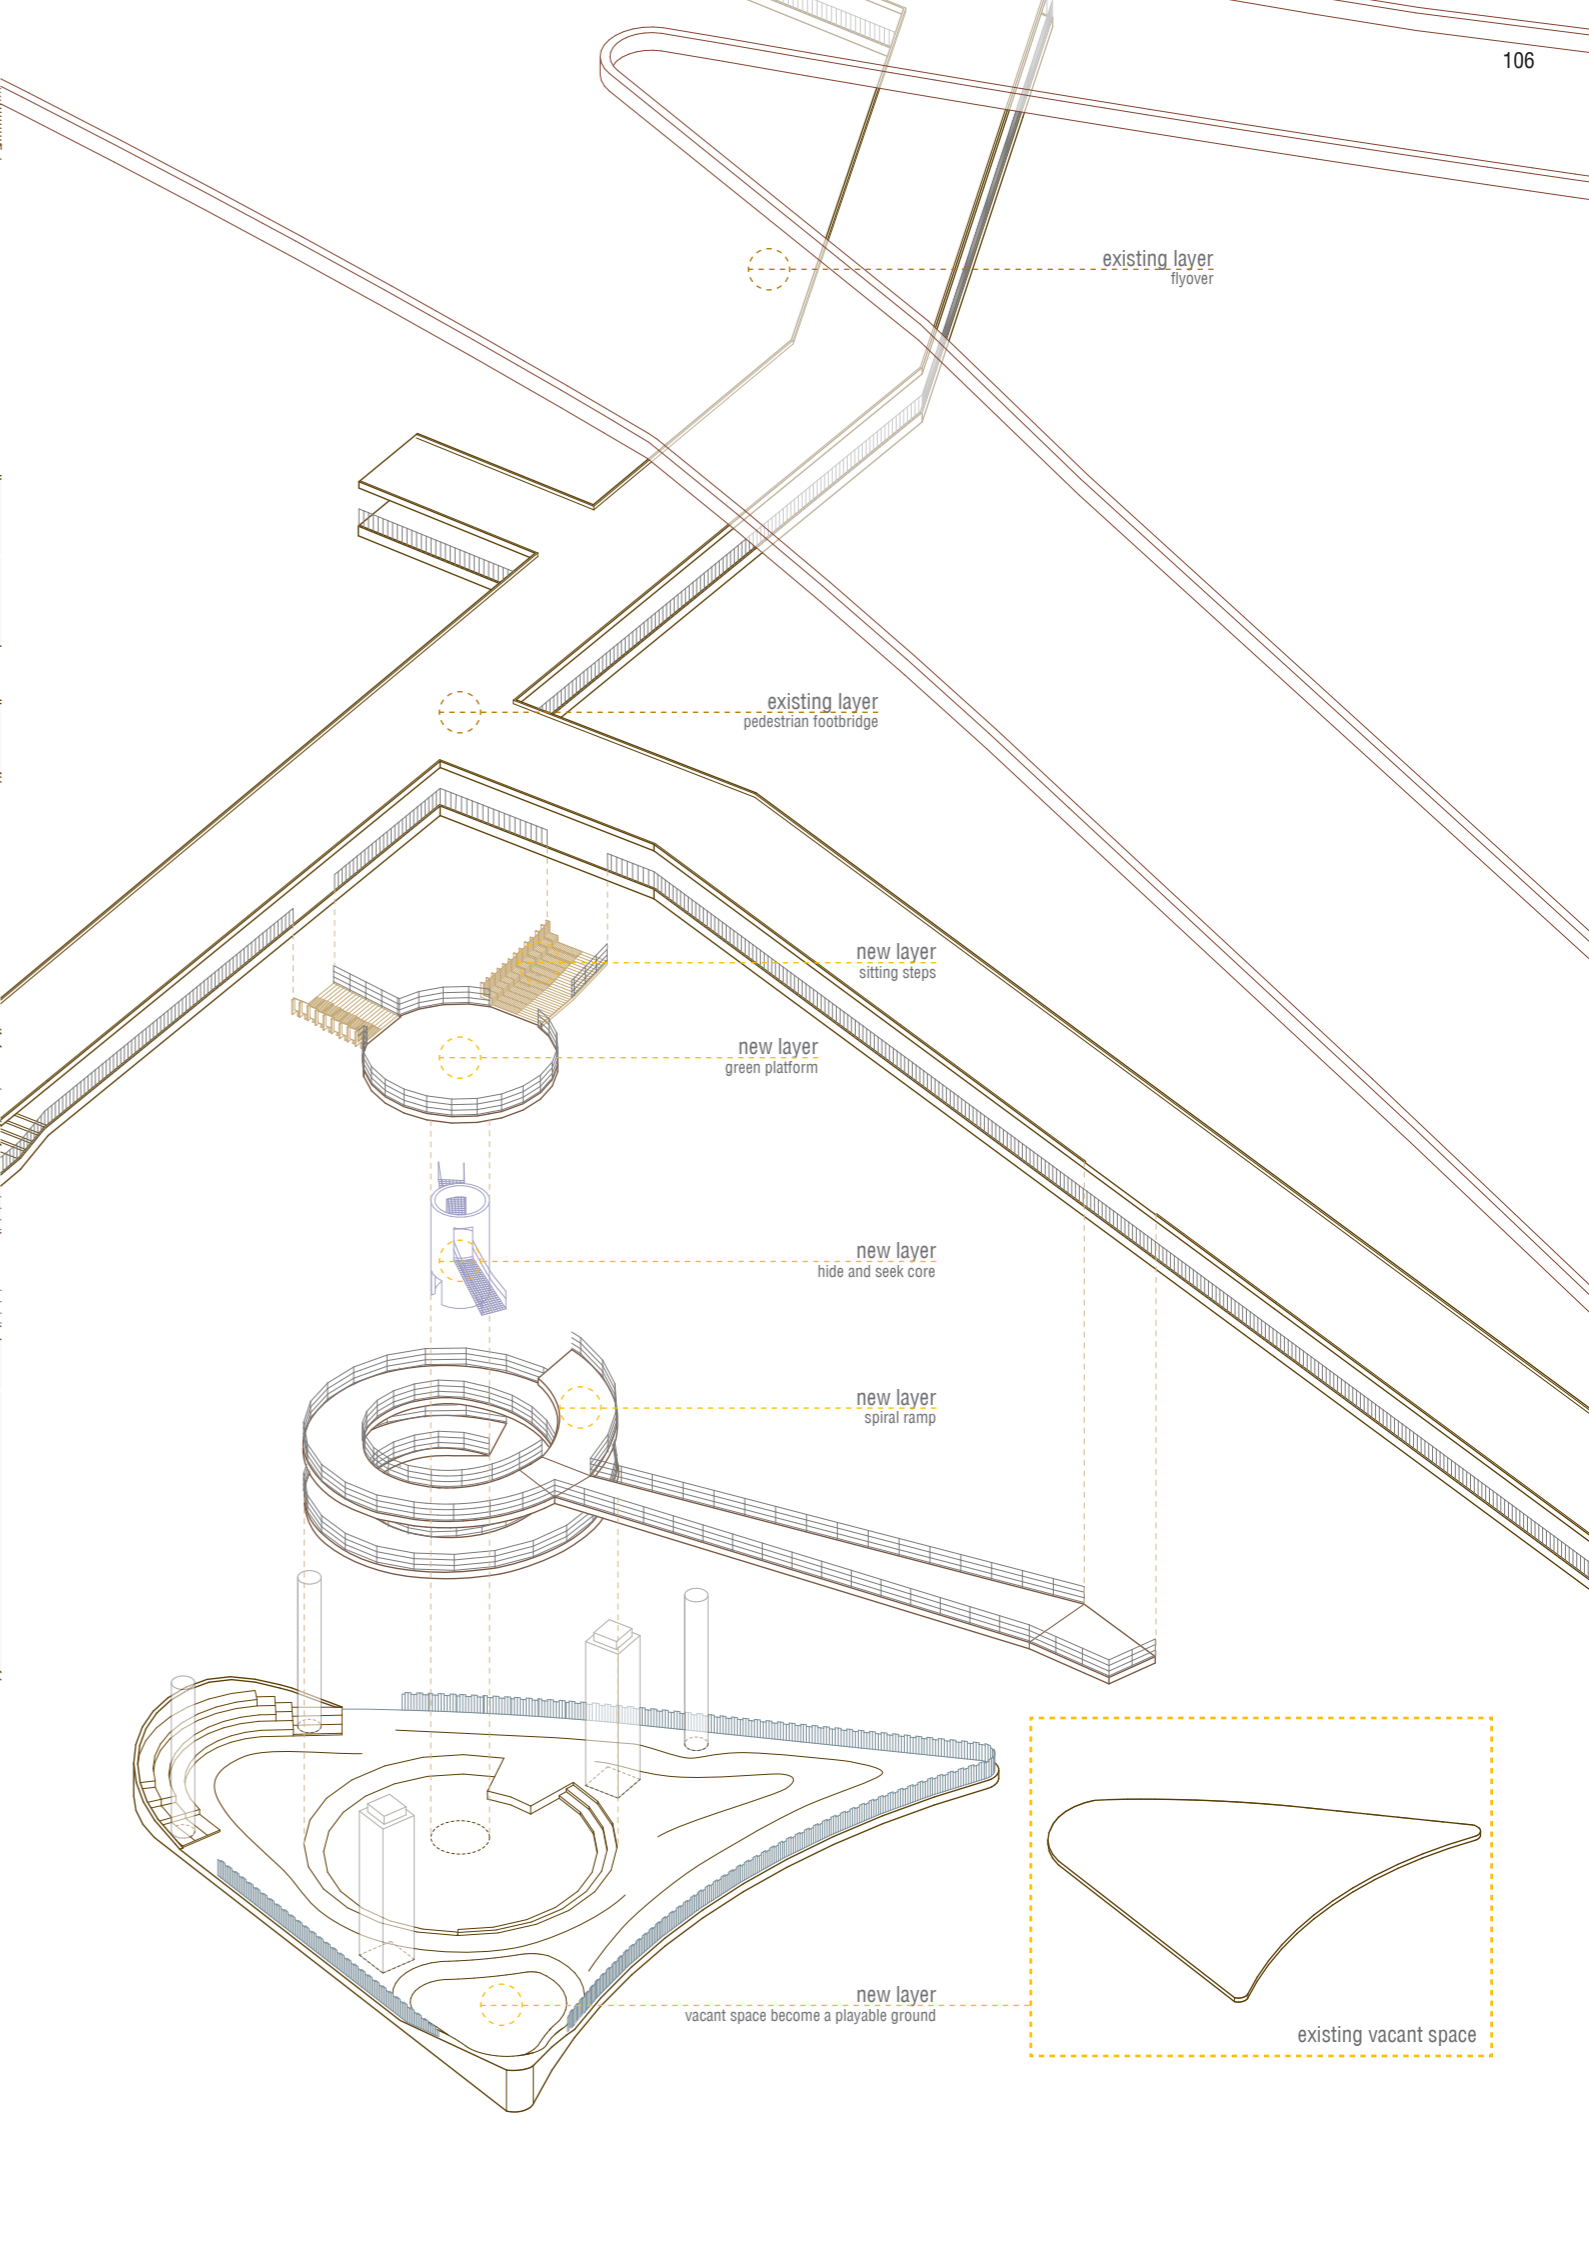 106
existing layer
flyover
existing layer
pedestrian footbridge
new layer
sitting steps
new layer
green platform
new layer
hide and seek core
new layer
spiral ramp
new layer
vacant space become a playable ground
existing vacant space